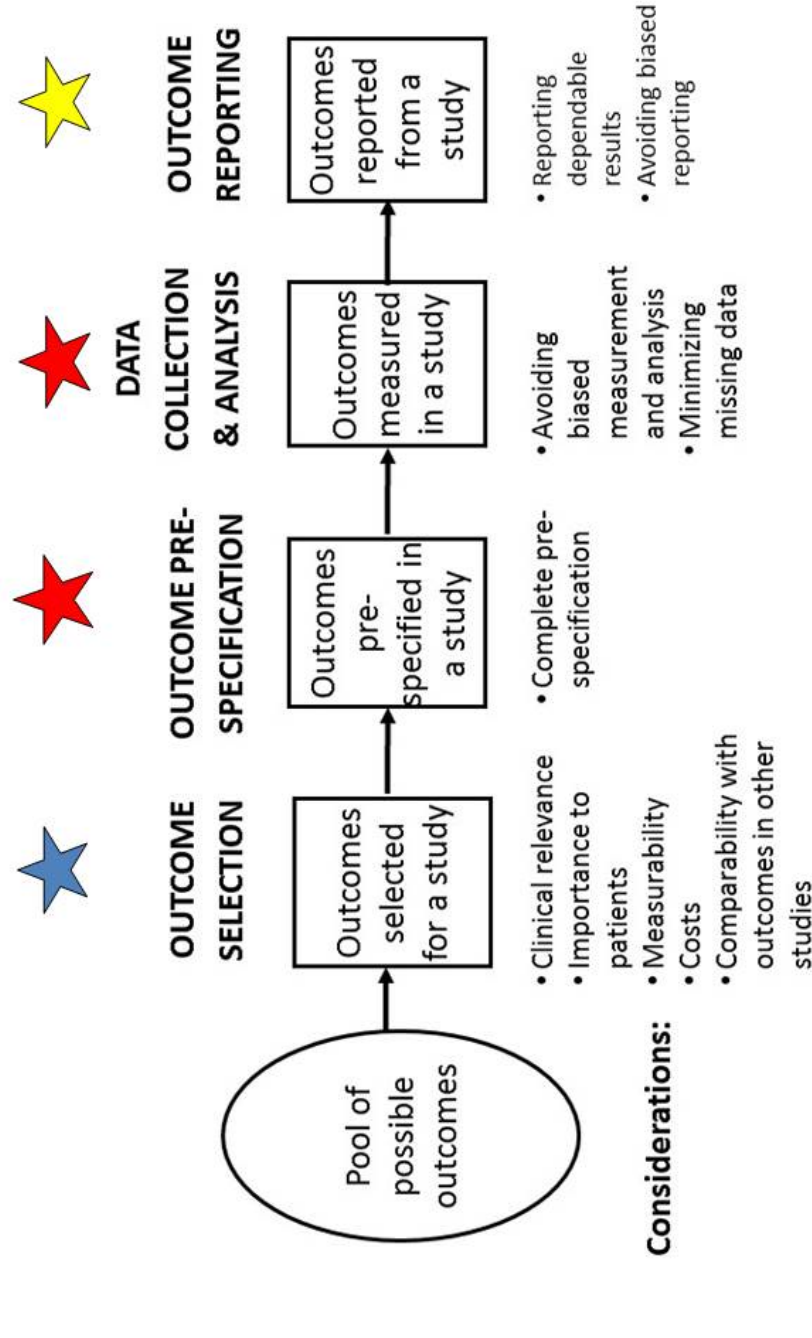 OUTCOME
SELECTION
OUTCOME PRE-
SPECIFICATION
DATA
COLLECTION
& ANALYSIS
OUTCOME
REPORTING
Pool of
possible
outcomes
Outcomes
selected
for a study
Outcomes
pre-
specified in
a study
Outcomes
measured
in a study
Outcomes
reported
from a
study
Considerations:
• Clinical relevance
• Importance to
patients
• Measurability
• Costs
• Comparability with
outcomes in other
studies
• Complete pre-
specification
• Avoiding
biased
measurement
and analysis
• Minimizing
missing data
• Reporting
dependable
results
• Avoiding biased
reporting